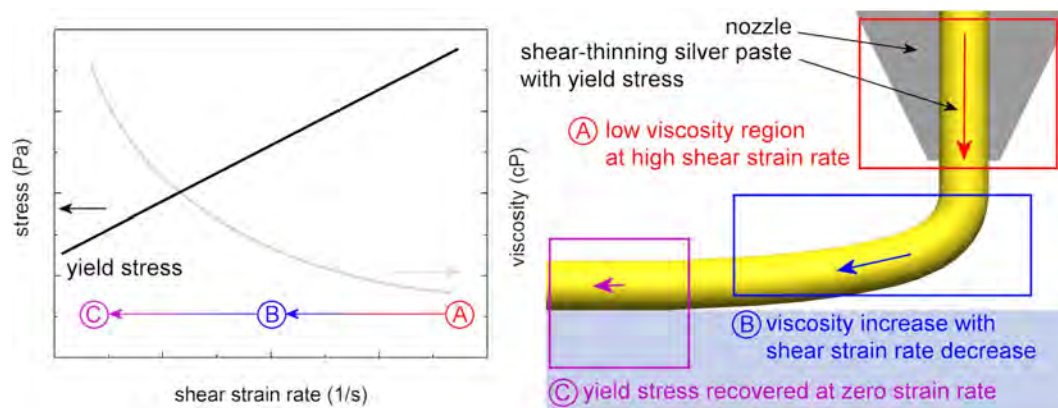 stress (Pa)
yield stress
C
B
A
shear strain rate (1/s)
viscosity (cP)
nozzle
shear-thinning silver paste
with yield stress
A low viscosity region
at high shear strain rate
B viscosity increase with
shear strain rate decrease
C yield stress recovered at zero strain rate